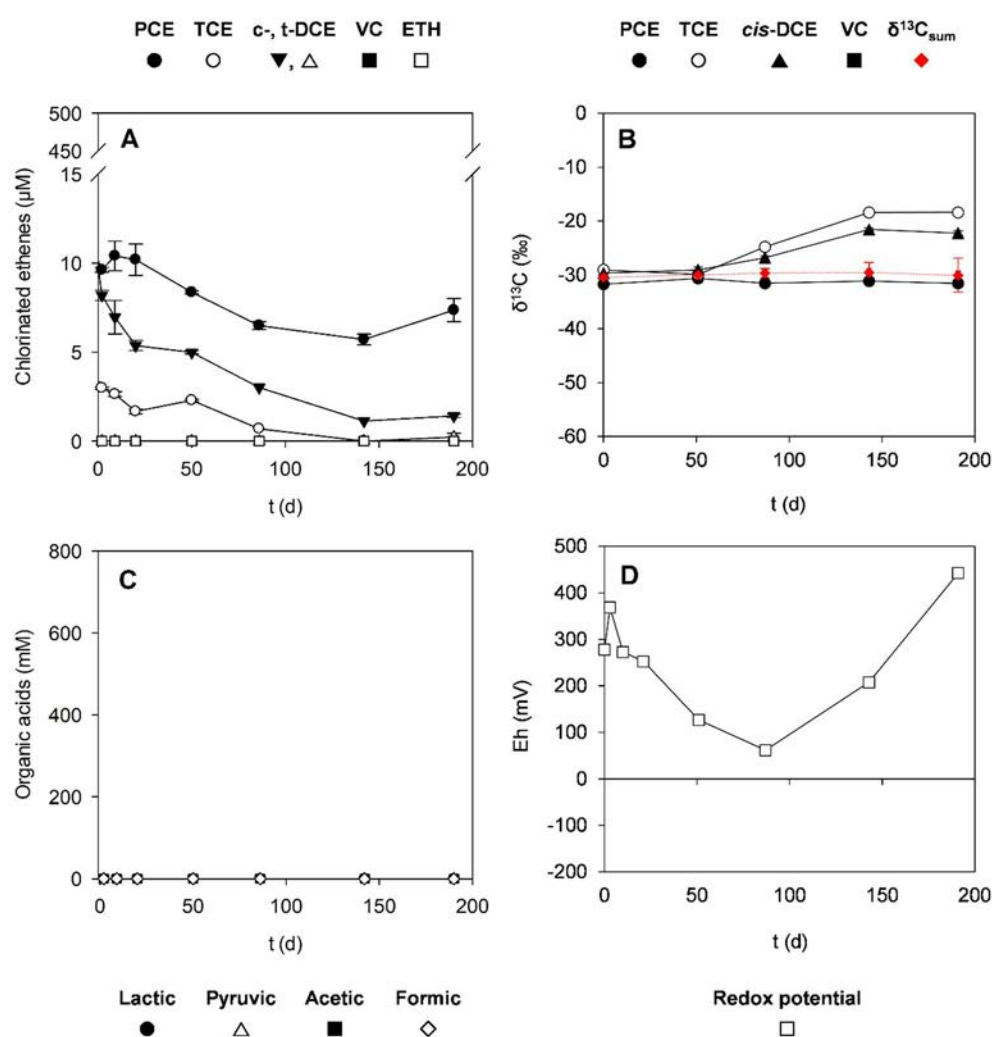 PCE TCE c-, t-DCE VC ETH
,
PCE TCE cis-DCE VC δ¹³Csum
A
500
450
15
10
5
0
Chlorinated ethenes (µM)
0 50 100 150 200
t (d)
B
0
-10
-20
-30
-40
-50
-60
δ¹³C (‰)
0 50 100 150 200
t (d)
C
800
600
400
200
0
Organic acids (mM)
0 50 100 150 200
t (d)
D
500
400
300
200
100
0
-100
-200
Eh (mV)
0 50 100 150 200
t (d)
Lactic Pyruvic Acetic Formic
Redox potential